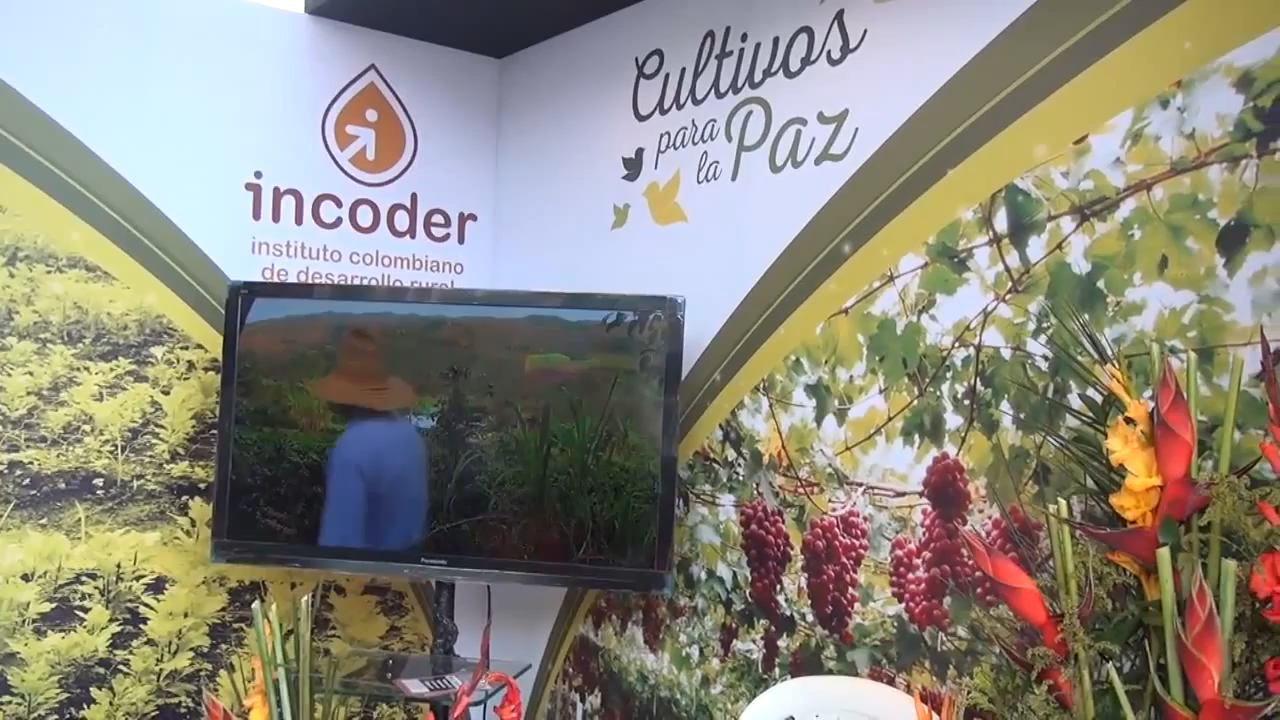 incoder
instituto colombiano
de desarrollo rural
Cultivos
para
la Paz
Panasonic